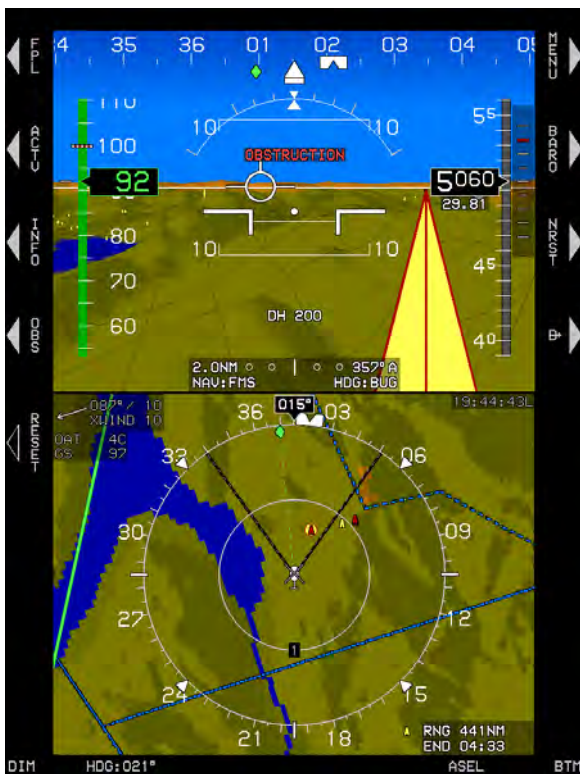 34 35 36 01 02 03 04 05
FPL
MENU
110
55
ACTV
100
10 10
BARO
OBSTRUCTION
92
5060
29.81
INFO
80
NRST
10 10
45
70
OBS
60
DH 200
40
2.0NM 357°A
NAV:FMS HDG:BUG
RESET
087°/ 10
XWIND 10
OAT 4C
GS 97
015°
19:44:43L
36 03
33 06
30 09
27 12
1
24 15
21 18
RNG 441NM
END 04:33
DIM HDG:021° ASEL BTM